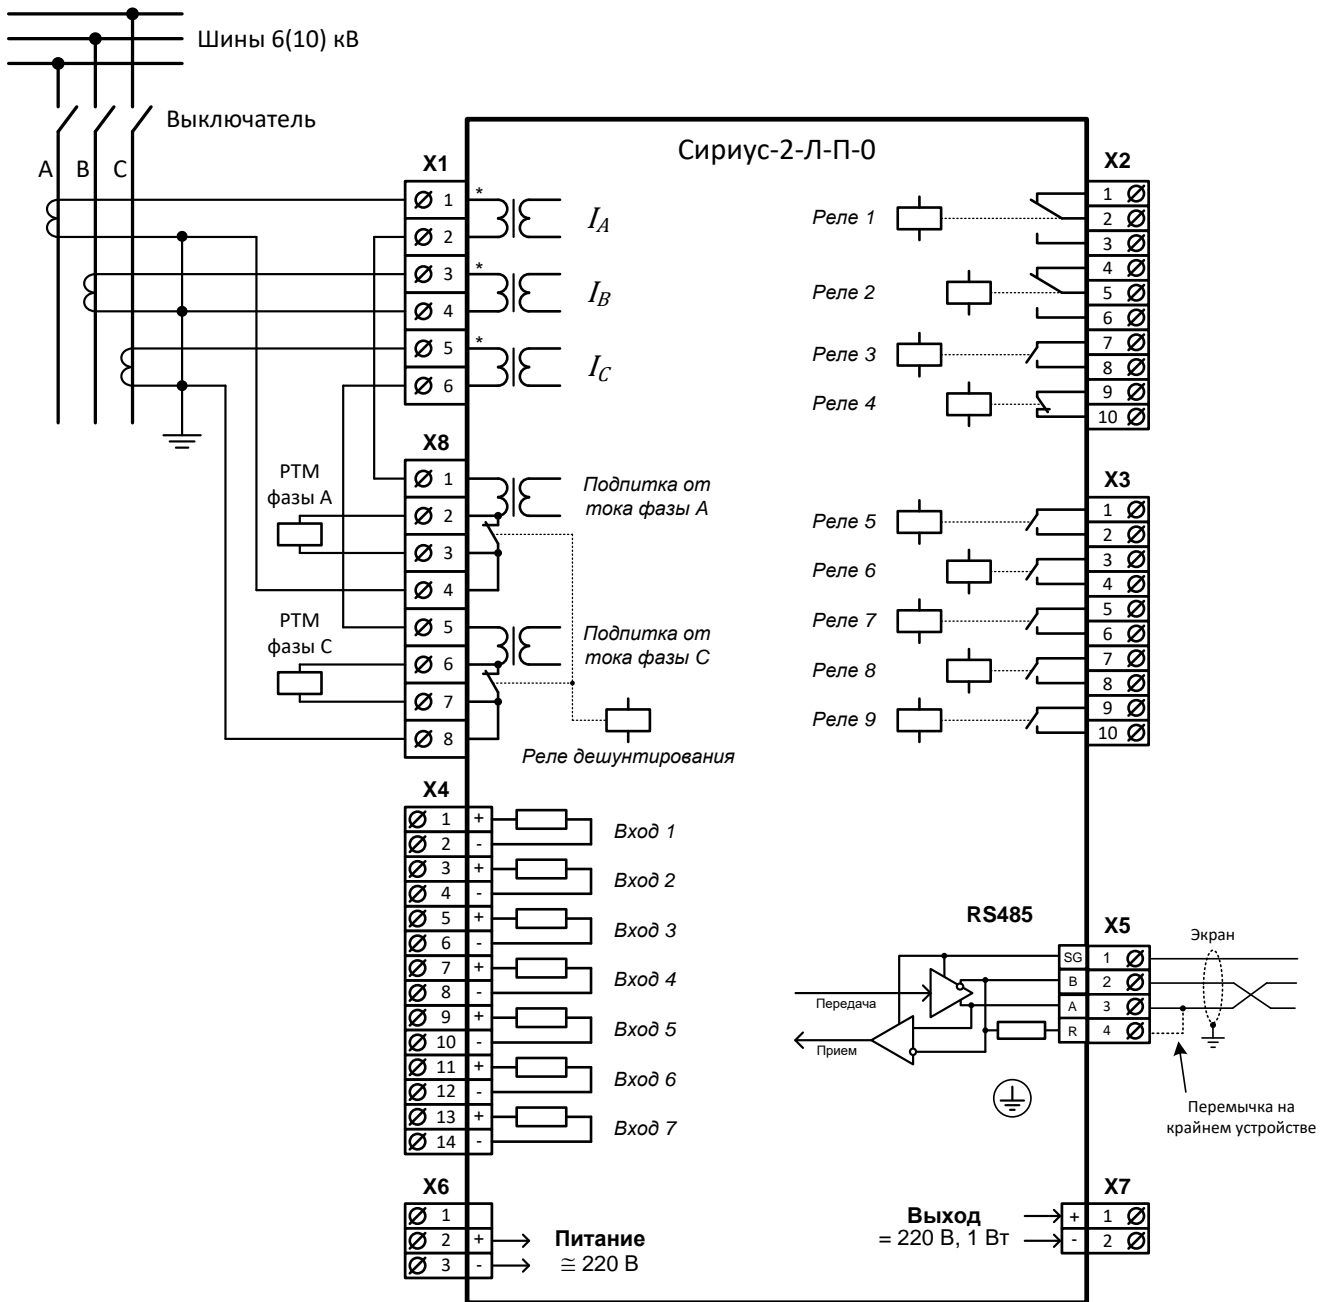 Шины 6(10) кВ
Выключатель
A B C
Сириус-2-Л-П-0
X1
1 *
2
I_A
3 *
4
I_B
5 *
6
I_C
X8
1
2
3
4
5
6
7
8
РТМ
фазы А
РТМ
фазы С
Подпитка от
тока фазы А
Подпитка от
тока фазы С
Реле дешунтирования
X4
1 +
2 -
Вход 1
3 +
4 -
Вход 2
5 +
6 -
Вход 3
7 +
8 -
Вход 4
9 +
10 -
Вход 5
11 +
12 -
Вход 6
13 +
14 -
Вход 7
X6
1
2 +
3 -
Питание
≅ 220 В
X2
Реле 1
1
2
3
Реле 2
4
5
6
Реле 3
7
8
Реле 4
9
10
X3
Реле 5
1
2
Реле 6
3
4
Реле 7
5
6
Реле 8
7
8
Реле 9
9
10
RS485
X5
Экран
SG 1
B 2
A 3
R 4
Передача
Прием
Перемычка на
крайнем устройстве
X7
Выход
= 220 В, 1 Вт
+ 1
- 2